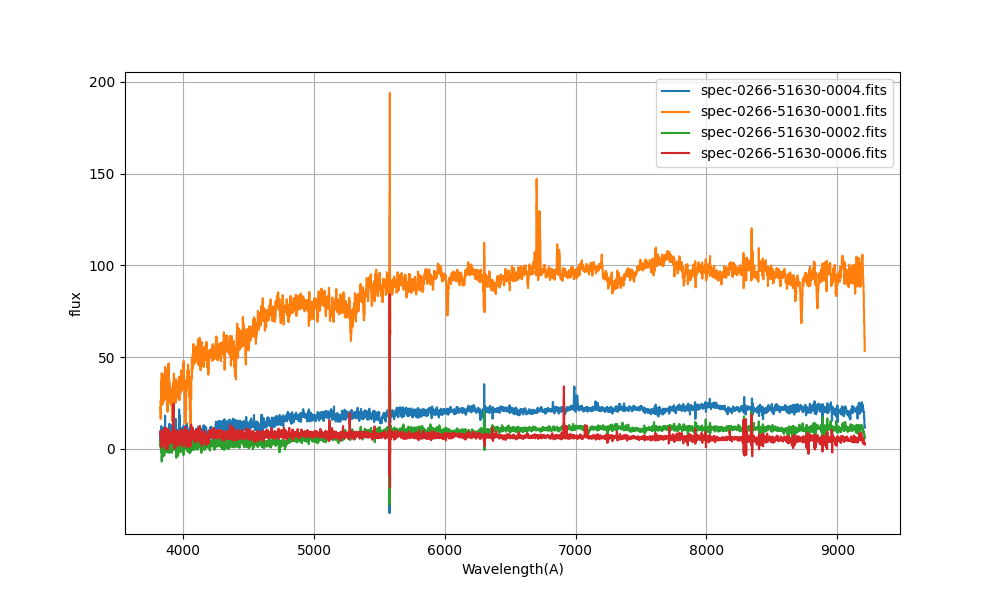 200
150
100
50
0
flux
4000 5000 6000 7000 8000 9000
Wavelength(A)
spec-0266-51630-0004.fits
spec-0266-51630-0001.fits
spec-0266-51630-0002.fits
spec-0266-51630-0006.fits